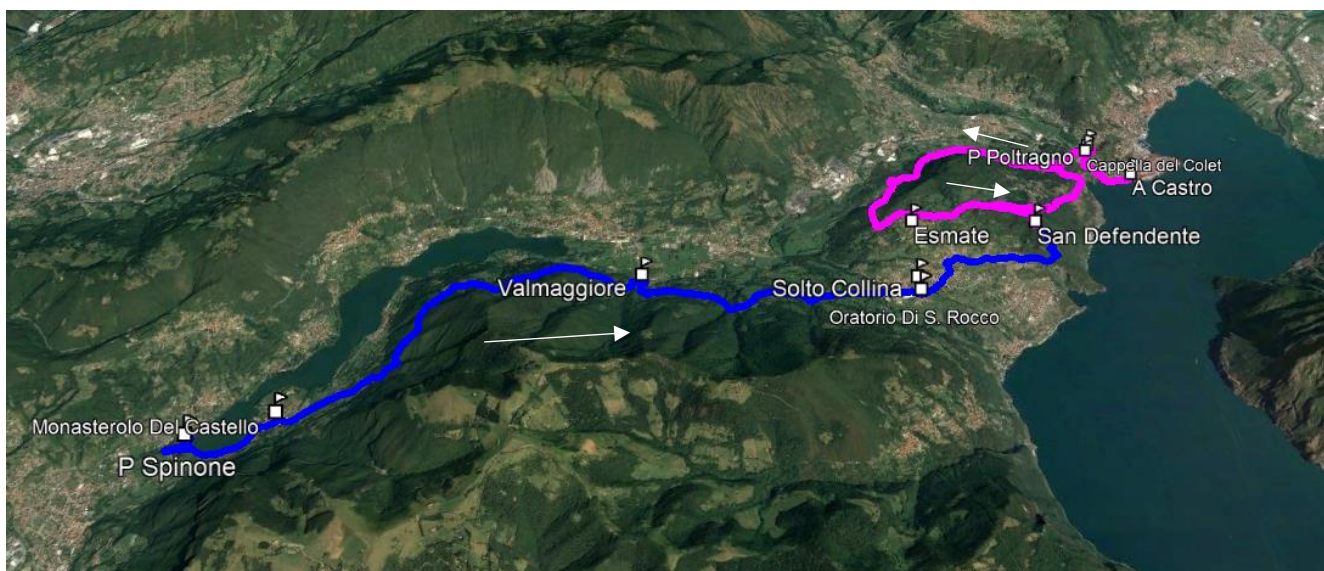 P Poltragno
Cappella del Colet
A Castro
Esmate
San Defendente
Valmaggiore
Solto Collina
Oratorio Di S. Rocco
Monasterolo Del Castello
P Spinone